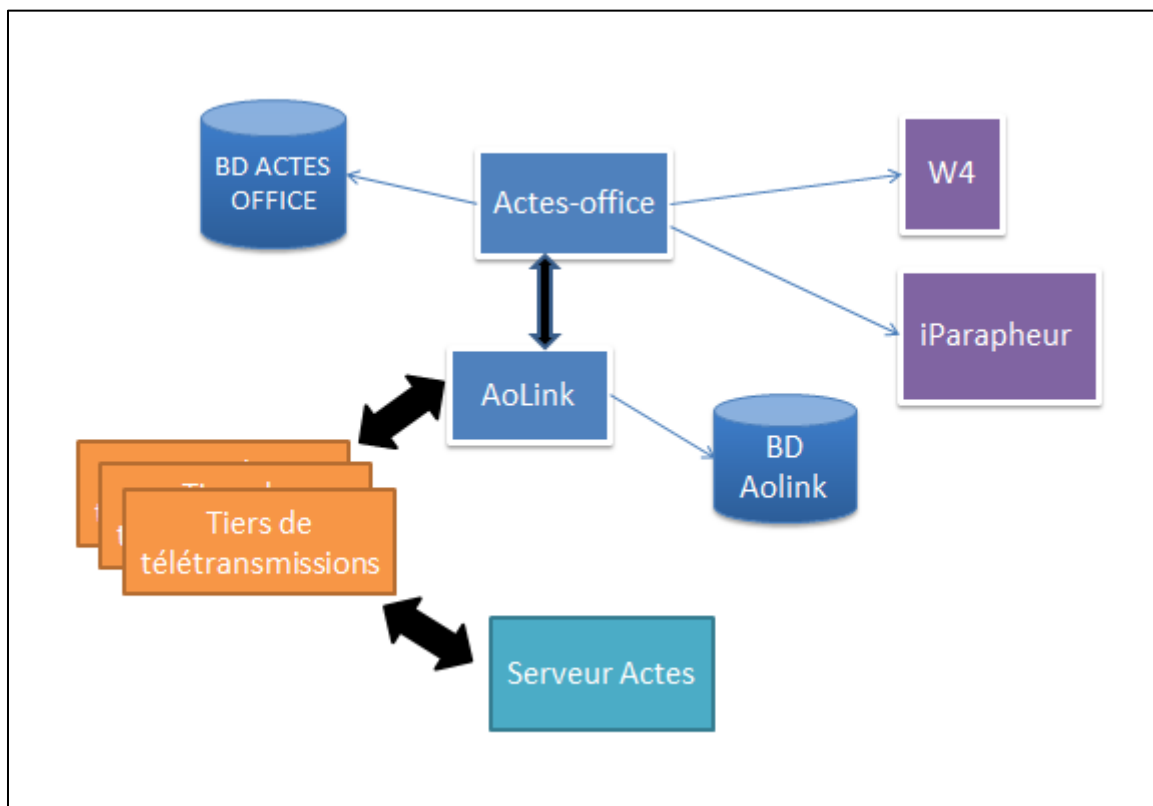 BD ACTES
OFFICE
Actes-office
W4
iParapheur
AoLink
BD
Aolink
Tiers de
télétransmissions
Serveur Actes